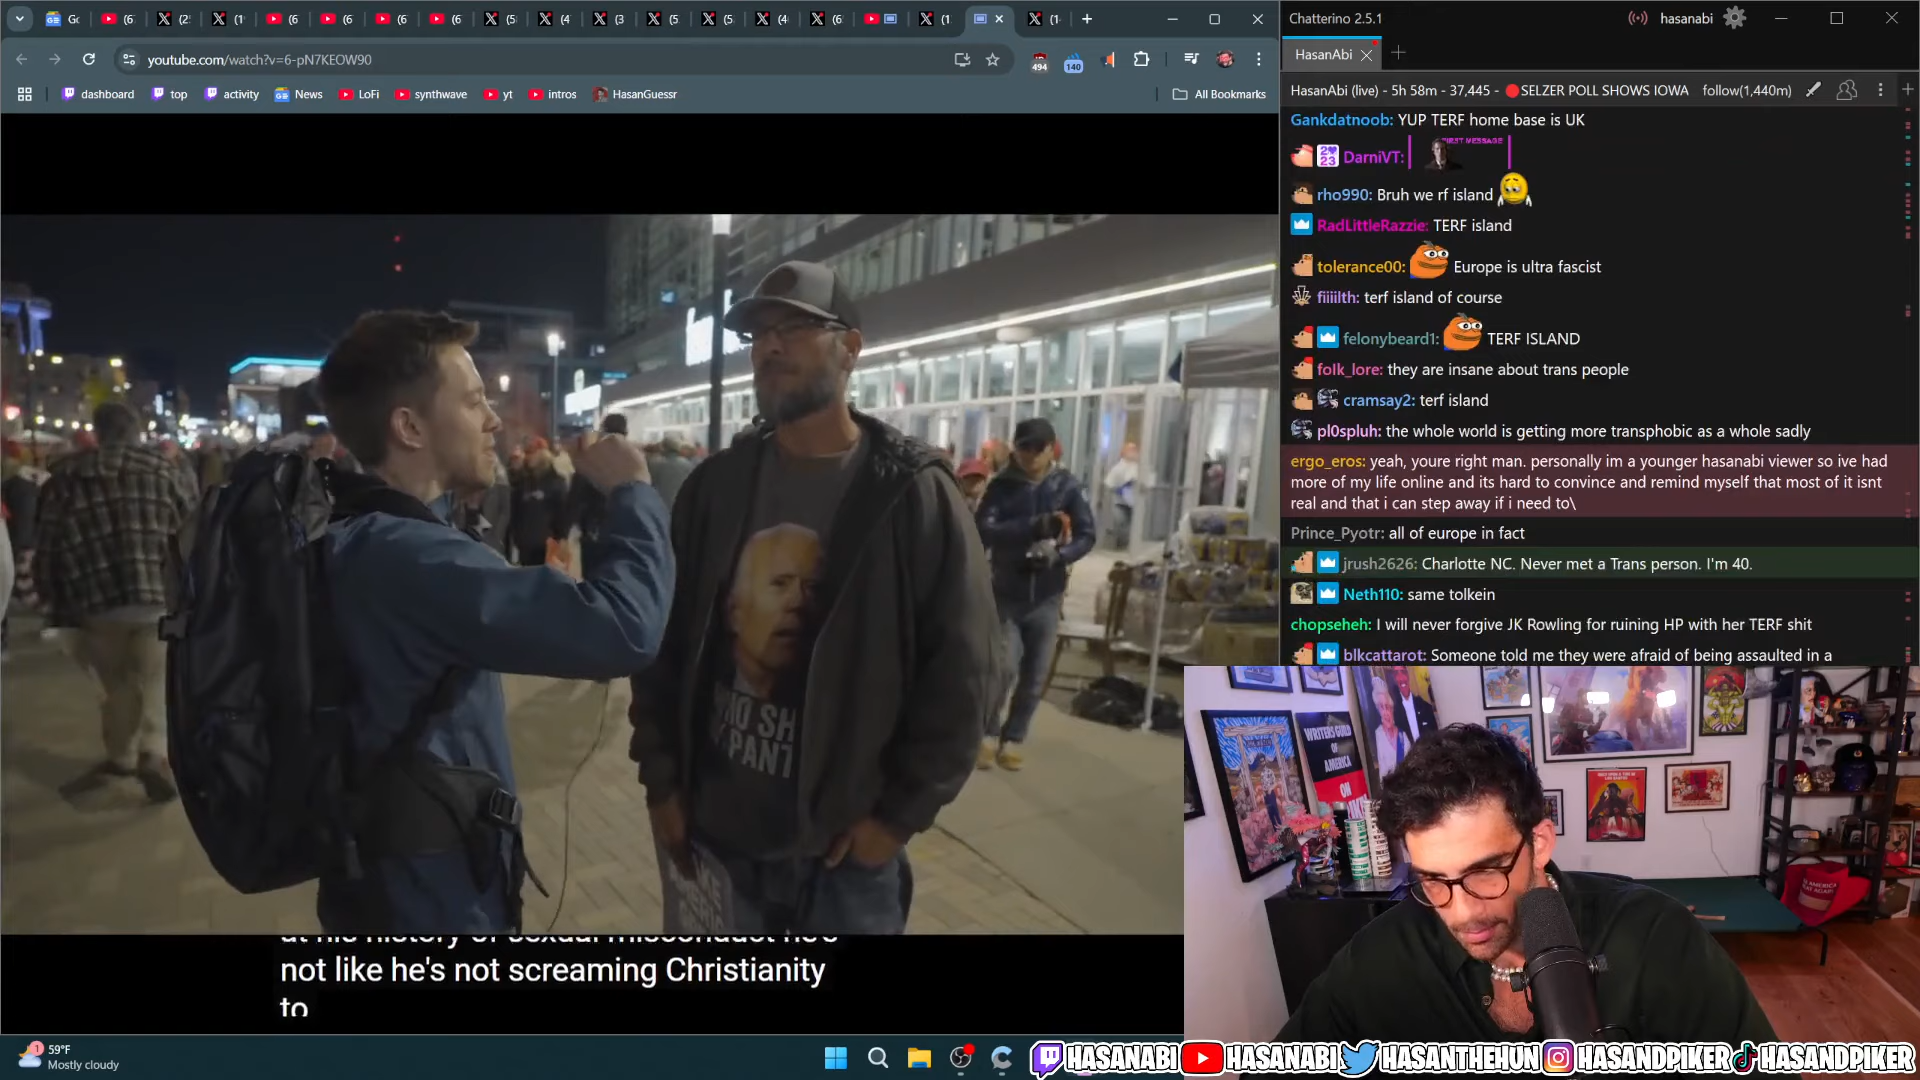 youtube.com/watch?v=6-pN7KEOW90
494
140
dashboard
top
activity
News
LoFi
synthwave
yt
intros
HasanGuessr
All Bookmarks
not like he's not screaming Christianity
to
Chatterino 2.5.1
hasanabi
HasanAbi
HasanAbi (live) - 5h 58m - 37,445 - 🔴SELZER POLL SHOWS IOWA follow(1,440m)
Gankdatnoob: YUP TERF home base is UK
DarniVT:
rho990: Bruh we rf island
RadLittleRazzie: TERF island
tolerance00: Europe is ultra fascist
fiiiilth: terf island of course
felonybeard1: TERF ISLAND
folk_lore: they are insane about trans people
cramsay2: terf island
pl0spluh: the whole world is getting more transphobic as a whole sadly
ergo_eros: yeah, youre right man. personally im a younger hasanabi viewer so ive had
more of my life online and its hard to convince and remind myself that most of it isnt
real and that i can step away if i need to\
Prince_Pyotr: all of europe in fact
jrush2626: Charlotte NC. Never met a Trans person. I'm 40.
Neth110: same tolkein
chopseheh: I will never forgive JK Rowling for ruining HP with her TERF shit
blkcattarot: Someone told me they were afraid of being assaulted in a
WRITERS GUILD
OF
AMERICA
ON
1
59°F
Mostly cloudy
HASANABI
HASANABI
HASANTHEHUN
HASANDPIKER
HASANDPIKER